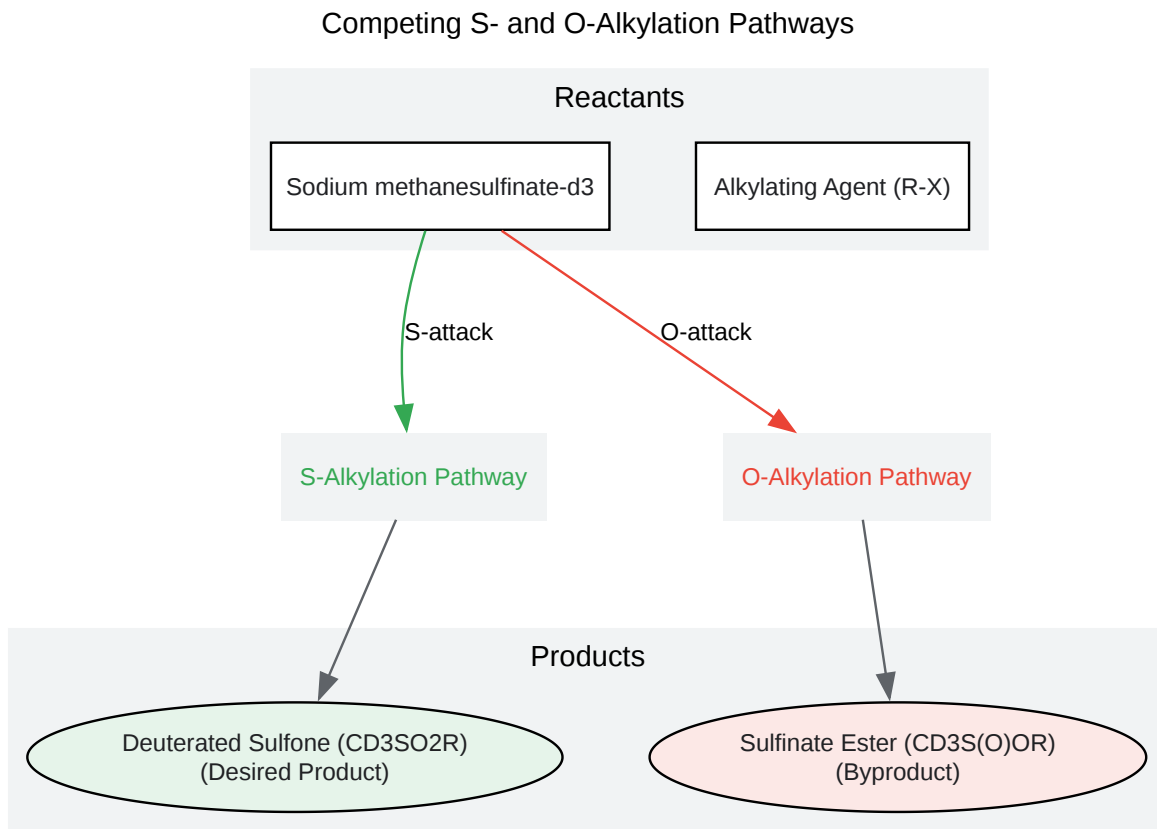 Competing S- and O-Alkylation Pathways
Reactants
Sodium methanesulfinate-d3
Alkylating Agent (R-X)
S-attack
O-attack
S-Alkylation Pathway
O-Alkylation Pathway
Products
Deuterated Sulfone (CD3SO2R)
(Desired Product)
Sulfinate Ester (CD3S(O)OR)
(Byproduct)